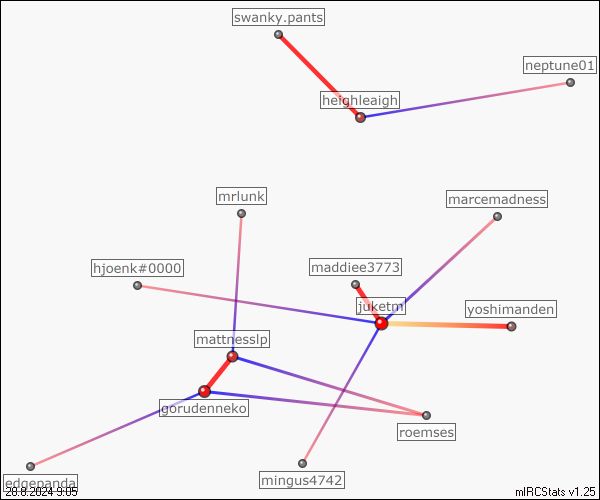 swanky.pants
neptune01
heighleaigh
mrlunk
marcemadness
hjoenk#0000
maddiee3773
juketm
yoshimanden
mattnesslp
gorudenneko
roemses
edgepanda
mingus4742
20.8.2024 9:05
mIRCStats v1.25